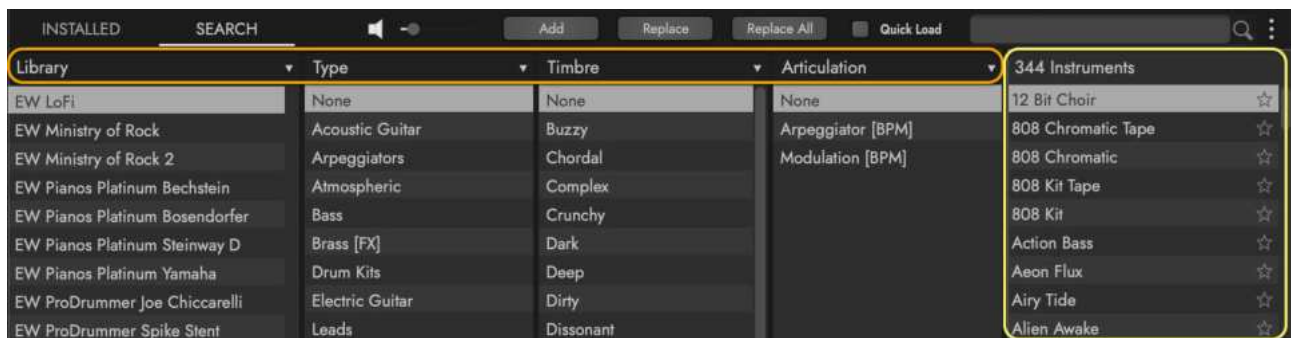 INSTALLED SEARCH Add Replace Replace All Quick Load
Library Type Timbre Articulation 344 Instruments
EW LoFi None None None 12 Bit Choir
EW Ministry of Rock Acoustic Guitar Buzzy Arpeggiator [BPM] 808 Chromatic Tape
EW Ministry of Rock 2 Arpeggiators Chordal Modulation [BPM] 808 Chromatic
EW Pianos Platinum Bechstein Atmospheric Complex 808 Kit Tape
EW Pianos Platinum Bosendorfer Bass Crunchy 808 Kit
EW Pianos Platinum Steinway D Brass [FX] Dark Action Bass
EW Pianos Platinum Yamaha Drum Kits Deep Aeon Flux
EW ProDrummer Joe Chiccarelli Electric Guitar Dirty Airy Tide
EW ProDrummer Spike Stent Leads Dissonant Alien Awake